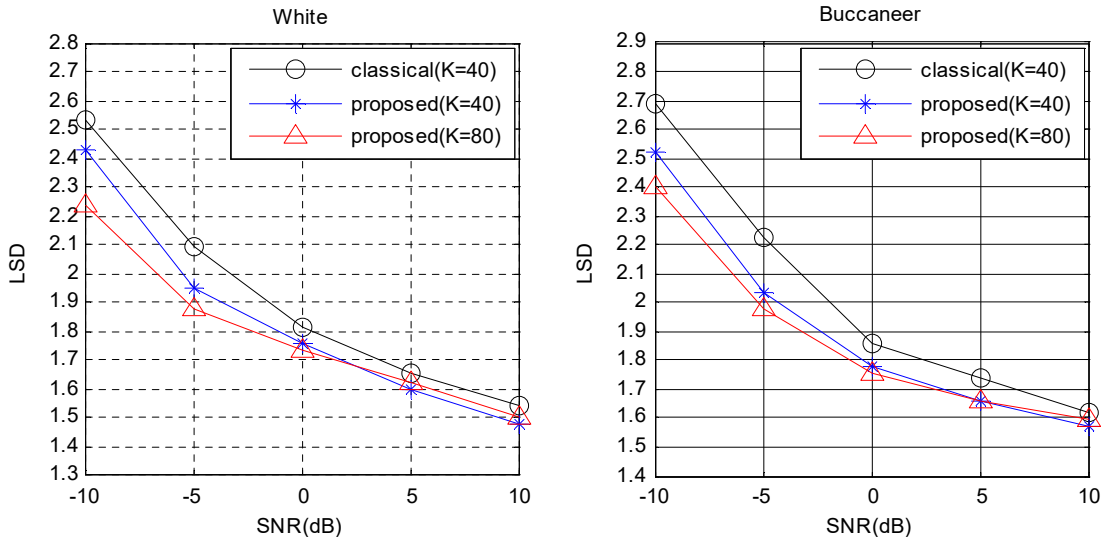 White
2.8
2.7
2.6
2.5
2.4
2.3
2.2
2.1
2
1.9
1.8
1.7
1.6
1.5
1.4
1.3
LSD
-10 -5 0 5 10
SNR(dB)
classical(K=40)
proposed(K=40)
proposed(K=80)
Buccaneer
2.9
2.8
2.7
2.6
2.5
2.4
2.3
2.2
2.1
2
1.9
1.8
1.7
1.6
1.5
1.4
LSD
-10 -5 0 5 10
SNR(dB)
classical(K=40)
proposed(K=40)
proposed(K=80)